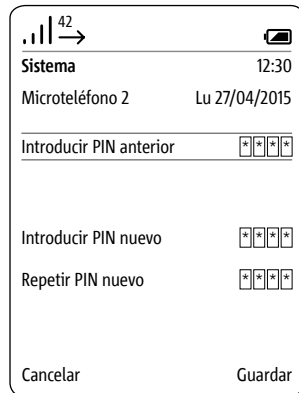 42
Sistema 12:30
Microteléfono 2 Lu 27/04/2015
Introducir PIN anterior ****
Introducir PIN nuevo ****
Repetir PIN nuevo ****
Cancelar Guardar